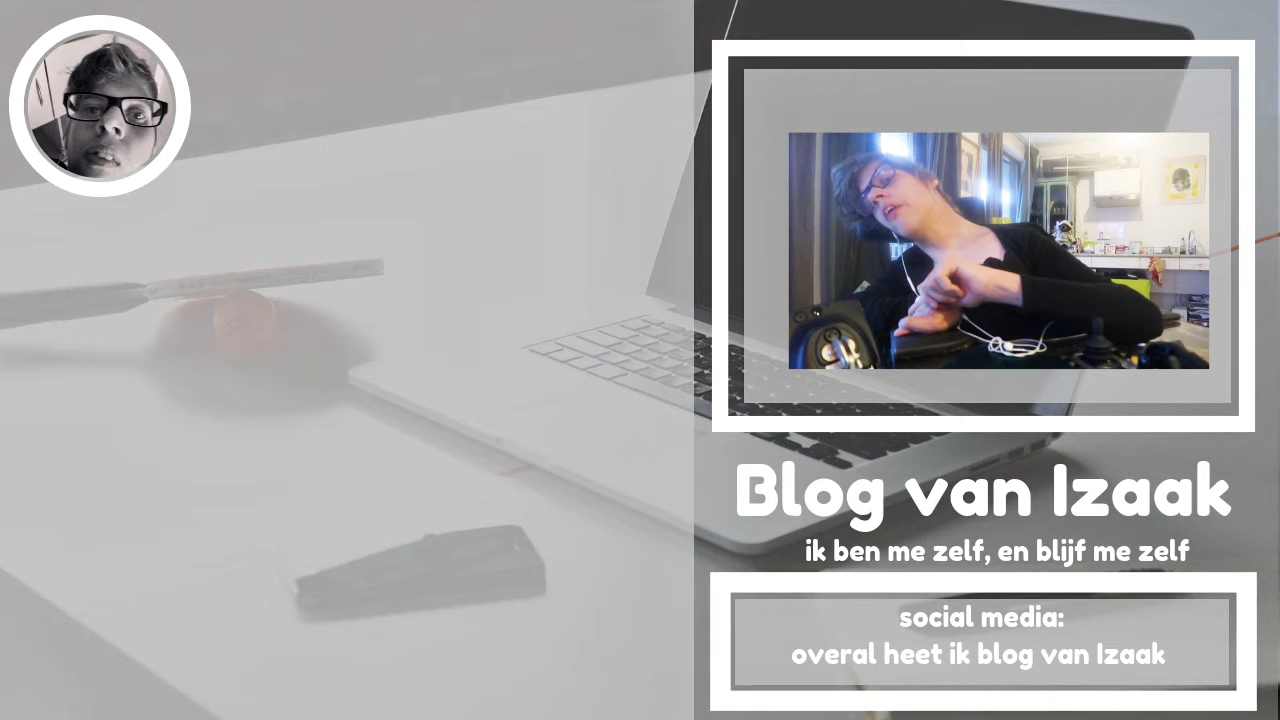 Blog van Izaak
ik ben me zelf, en blijf me zelf
social media:
overal heet ik blog van Izaak